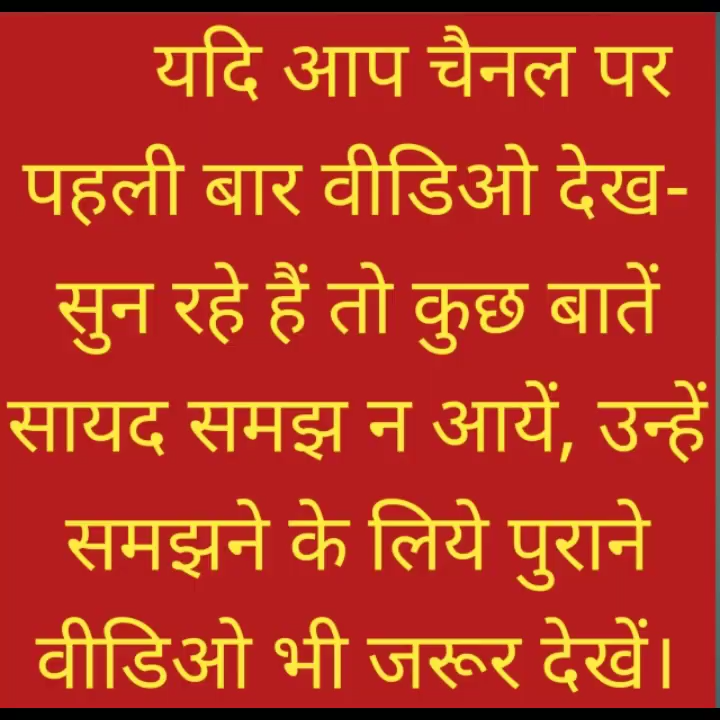 यदि आप चैनल पर
पहली बार वीडिओ देख-
सुन रहे हैं तो कुछ बातें
सायद समझ न आयें, उन्हें
समझने के लिये पुराने
वीडिओ भी जरूर देखें।